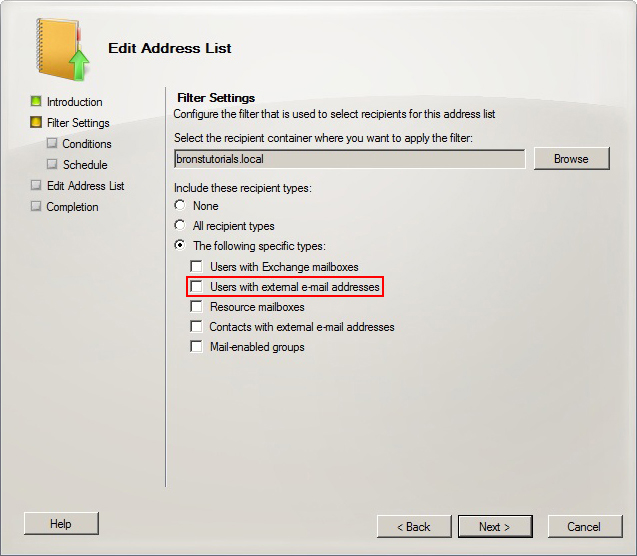 Edit Address List
Introduction
Filter Settings
Conditions
Schedule
Edit Address List
Completion
Filter Settings
Configure the filter that is used to select recipients for this address list
Select the recipient container where you want to apply the filter:
bronstutorials.local
Browse
Include these recipient types:
None
All recipient types
The following specific types:
Users with Exchange mailboxes
Users with external e-mail addresses
Resource mailboxes
Contacts with external e-mail addresses
Mail-enabled groups
Help
< Back
Next >
Cancel